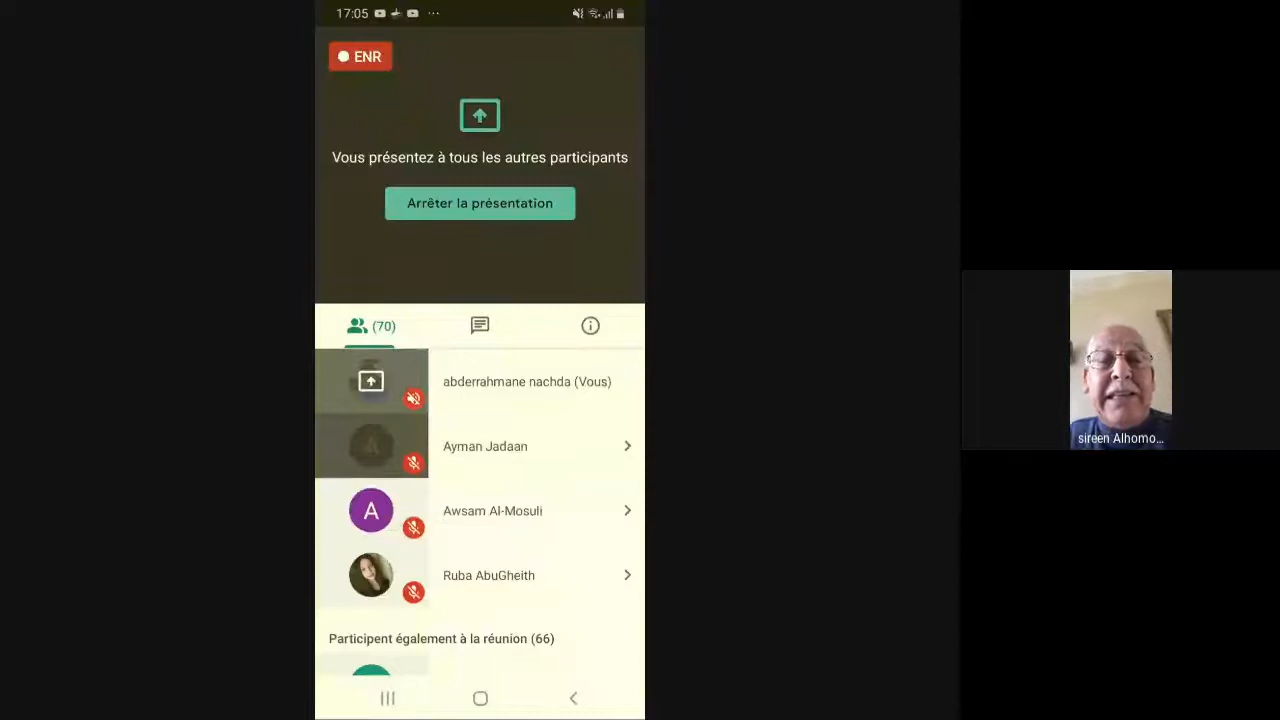 17:05
ENR
Vous présentez à tous les autres participants
Arrêter la présentation
(70)
abderrahmane nachda (Vous)
A
Ayman Jadaan
A
Awsam Al-Mosuli
Ruba AbuGheith
Participent également à la réunion (66)
sireen Alhomo...